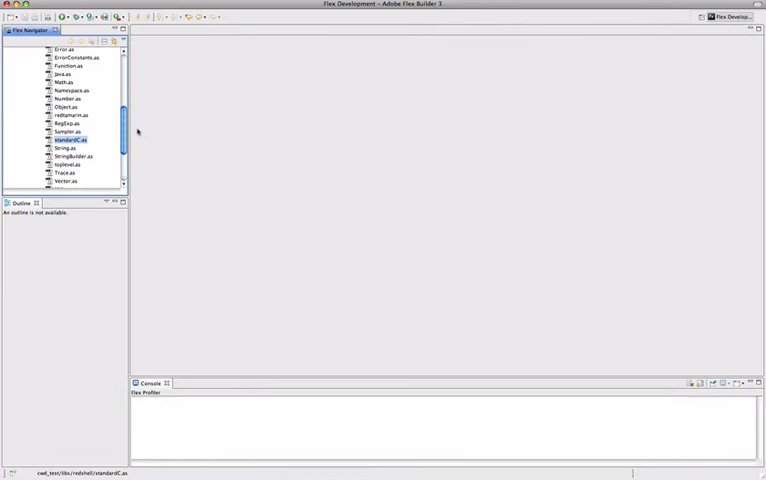 Flex Development – Adobe Flex Builder 3
Flex Develop...
Flex Navigator
Error.as
ErrorConstants.as
Function.as
Java.as
Math.as
Namespace.as
Number.as
Object.as
redtamarin.as
RegExp.as
Sampler.as
standardC.as
String.as
StringBuilder.as
toplevel.as
Trace.as
Vector.as
Outline
An outline is not available.
Console
Flex Profiler
cwd_test/libs/redshell/standardC.as